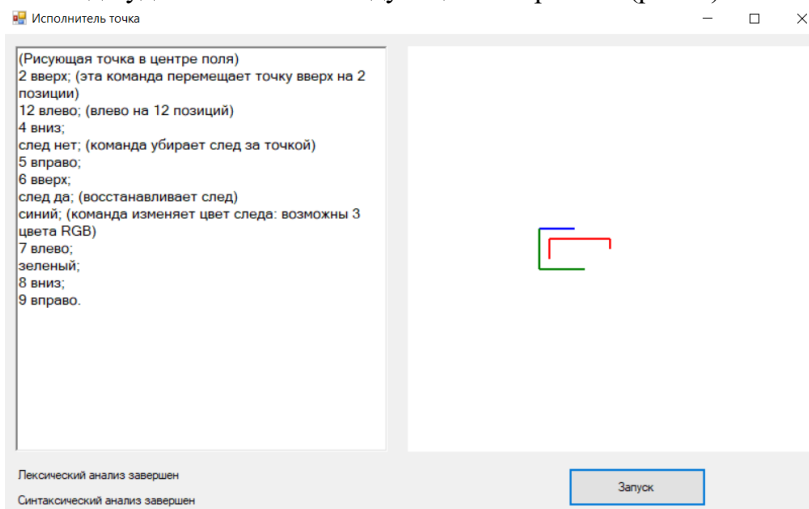 Исполнитель точка
(Рисующая точка в центре поля)
2 вверх; (эта команда перемещает точку вверх на 2
позиции)
12 влево; (влево на 12 позиций)
4 вниз;
след нет; (команда убирает след за точкой)
5 вправо;
6 вверх;
след да; (восстанавливает след)
синий; (команда изменяет цвет следа: возможны 3
цвета RGB)
7 влево;
зеленый;
8 вниз;
9 вправо.
Лексический анализ завершен
Запуск
Синтаксический анализ завершен